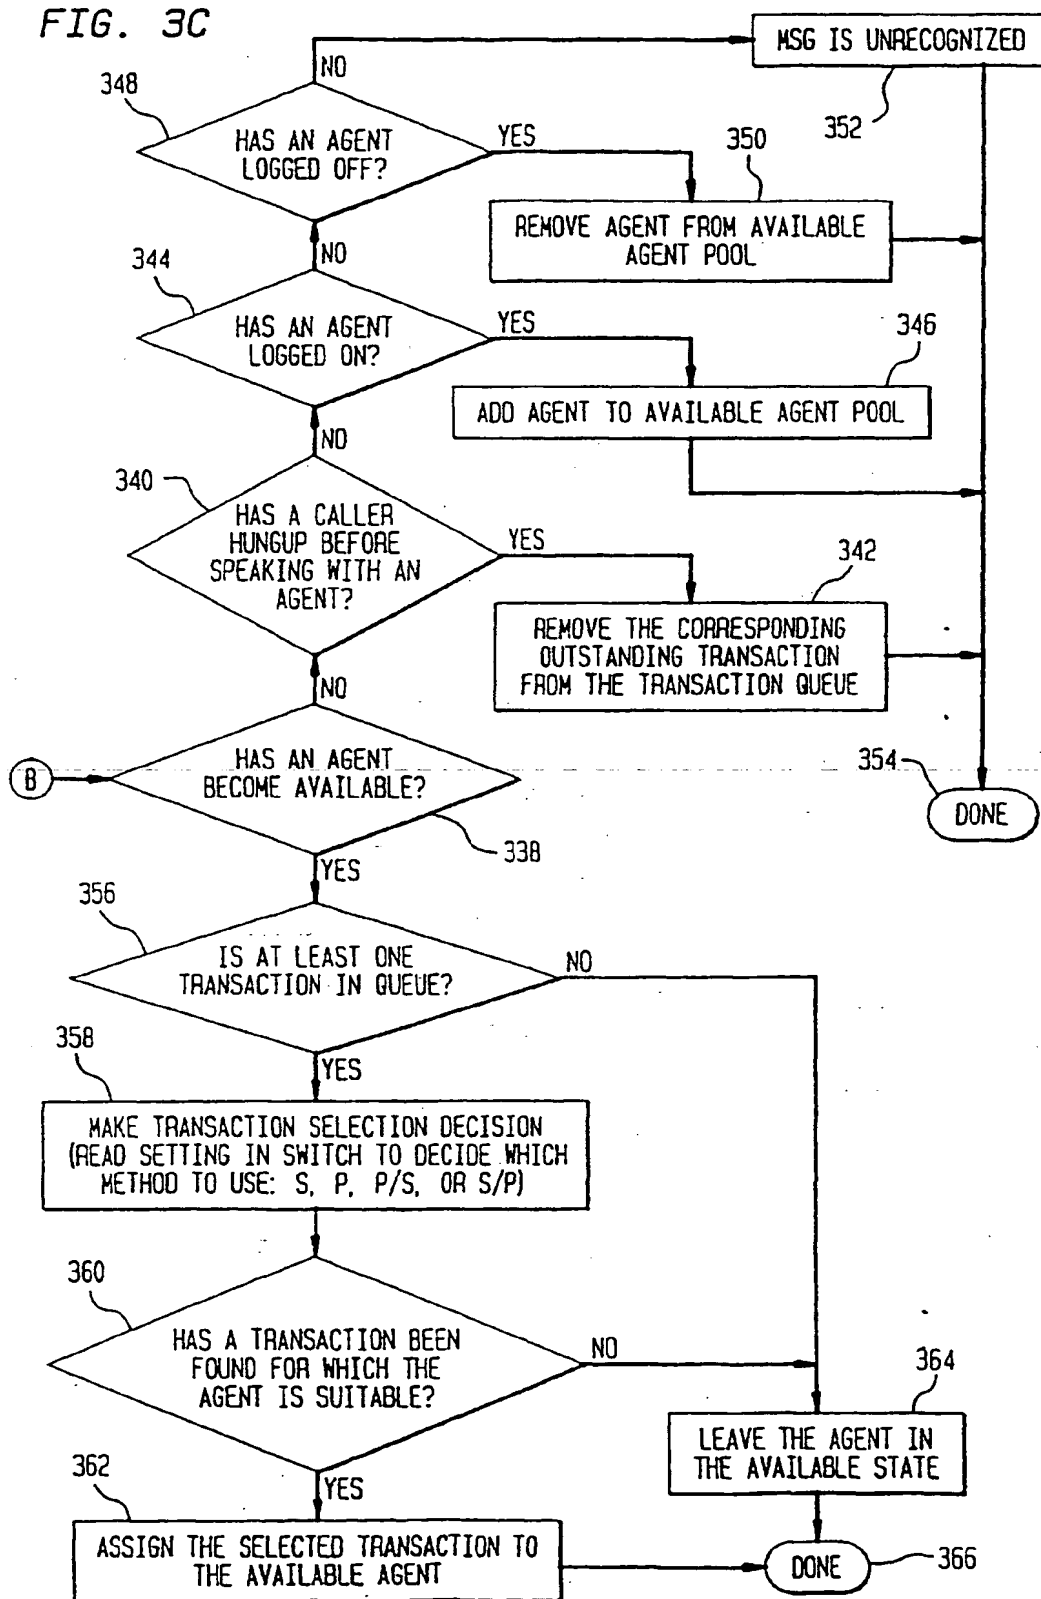 FIG. 3C
MSG IS UNRECOGNIZED
352
NO
348
HAS AN AGENT
LOGGED OFF?
YES
350
REMOVE AGENT FROM AVAILABLE
AGENT POOL
NO
344
HAS AN AGENT
LOGGED ON?
YES
346
ADD AGENT TO AVAILABLE AGENT POOL
NO
340
HAS A CALLER
HUNGUP BEFORE
SPEAKING WITH AN
AGENT?
YES
342
REMOVE THE CORRESPONDING
OUTSTANDING TRANSACTION
FROM THE TRANSACTION QUEUE
NO
B
HAS AN AGENT
BECOME AVAILABLE?
338
354
DONE
YES
356
IS AT LEAST ONE
TRANSACTION IN QUEUE?
NO
358
YES
MAKE TRANSACTION SELECTION DECISION
(READ SETTING IN SWITCH TO DECIDE WHICH
METHOD TO USE: S, P, P/S, OR S/P)
360
HAS A TRANSACTION BEEN
FOUND FOR WHICH THE
AGENT IS SUITABLE?
NO
364
LEAVE THE AGENT IN
THE AVAILABLE STATE
362
YES
ASSIGN THE SELECTED TRANSACTION TO
THE AVAILABLE AGENT
DONE
366